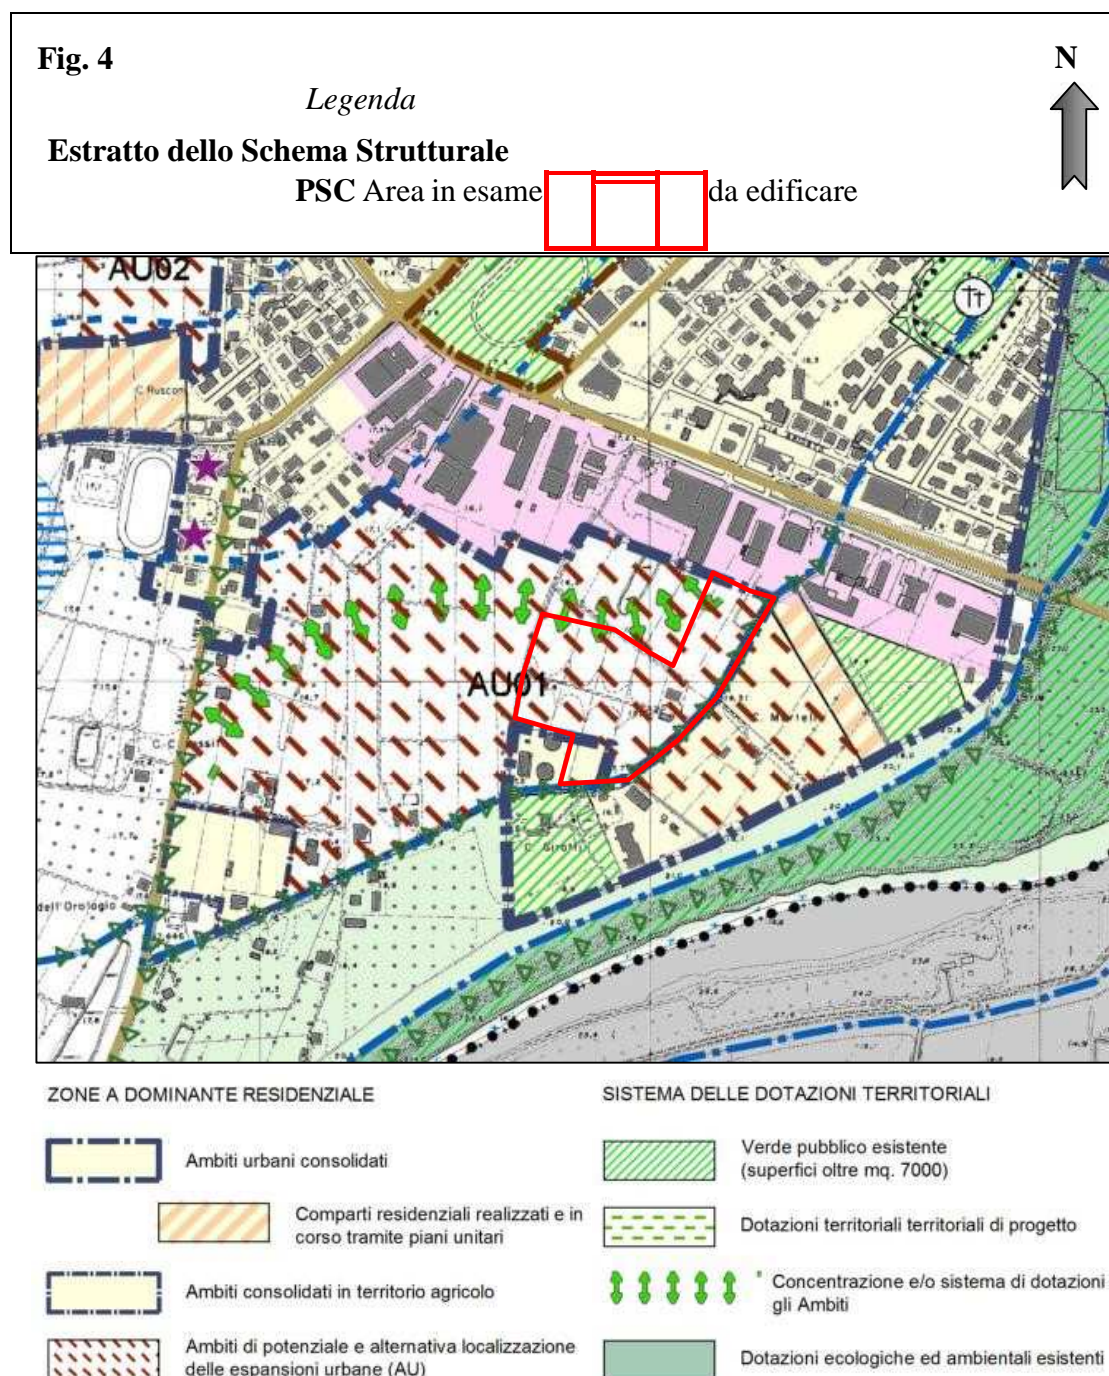 Fig. 4
N
Legenda
Estratto dello Schema Strutturale
PSC Area in esame da edificare
AU02
C. Ruscon
AU01
C. Martell
C. Giroltti
dell'Orologio
ZONE A DOMINANTE RESIDENZIALE
Ambiti urbani consolidati
Comparti residenziali realizzati e in
corso tramite piani unitari
Ambiti consolidati in territorio agricolo
Ambiti di potenziale e alternativa localizzazione
delle espansioni urbane (AU)
SISTEMA DELLE DOTAZIONI TERRITORIALI
Verde pubblico esistente
(superfici oltre mq. 7000)
Dotazioni territoriali territoriali di progetto
Concentrazione e/o sistema di dotazioni
gli Ambiti
Dotazioni ecologiche ed ambientali esistenti